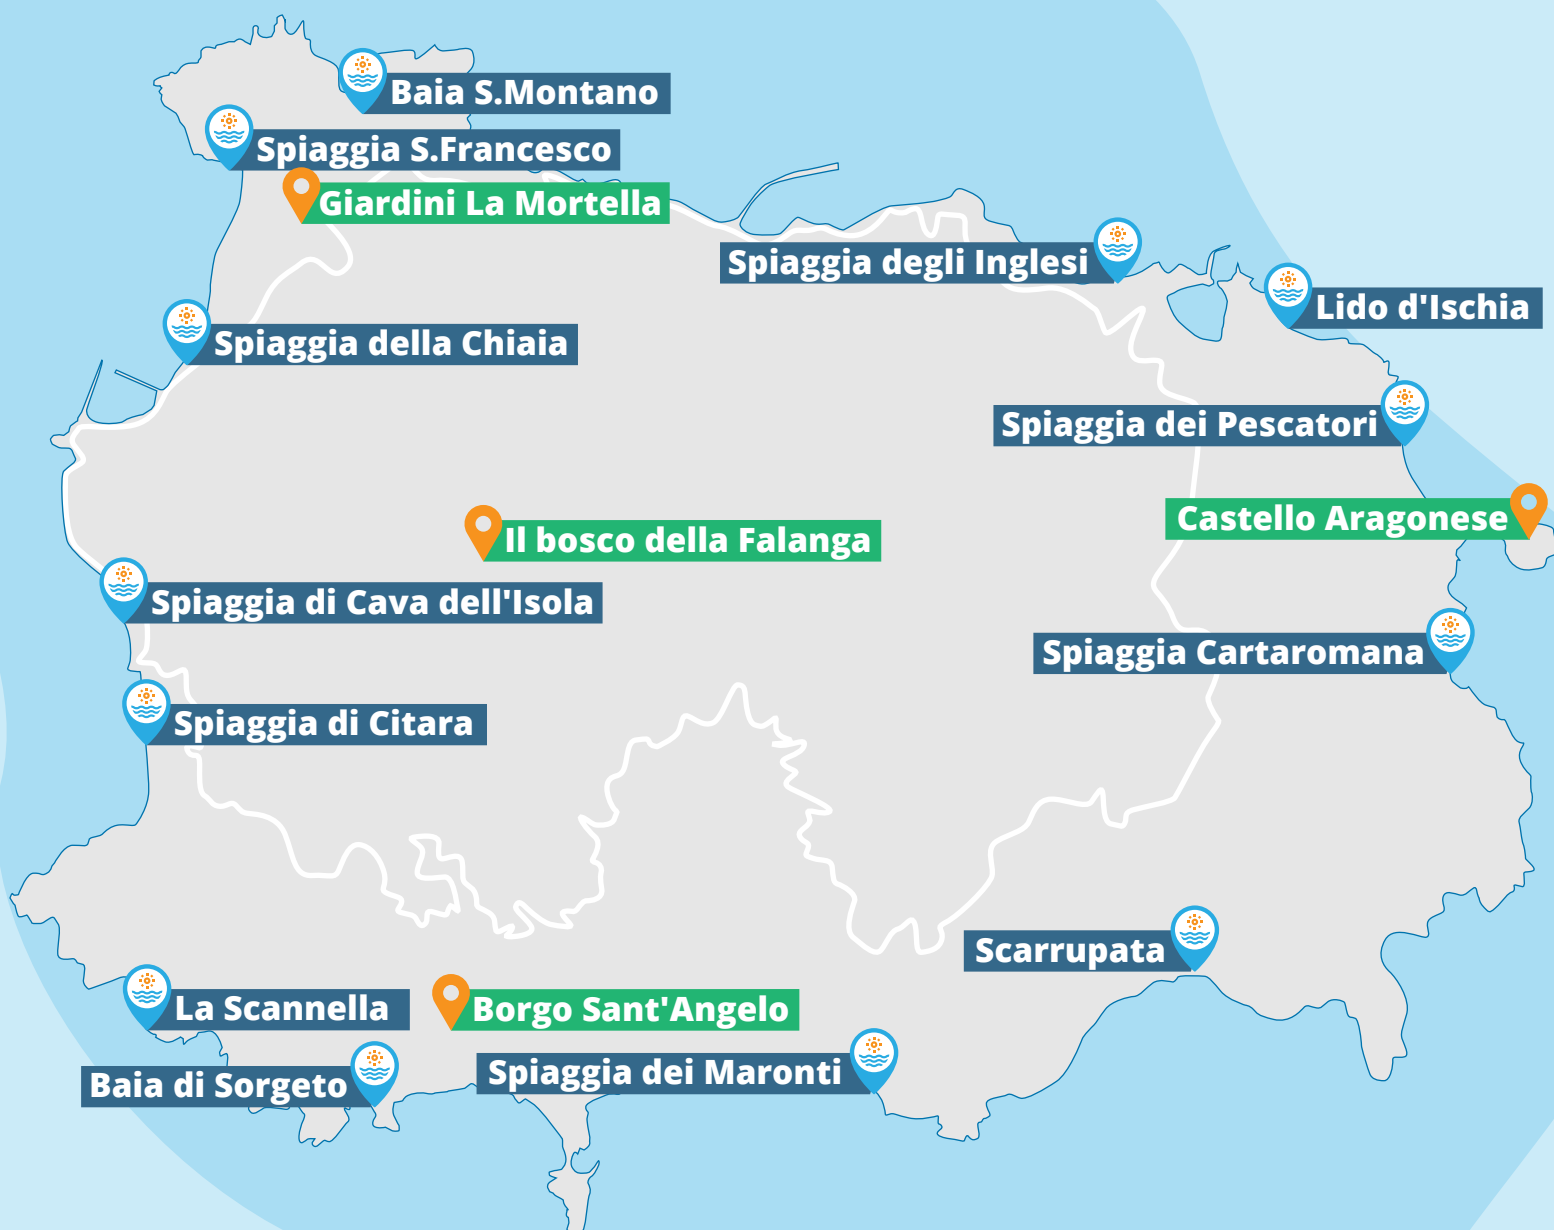 Baia S.Montano
Spiaggia S.Francesco
Giardini La Mortella
Spiaggia degli Inglesi
Lido d'Ischia
Spiaggia della Chiaia
Spiaggia dei Pescatori
Castello Aragonese
Il bosco della Falanga
Spiaggia di Cava dell'Isola
Spiaggia Cartaromana
Spiaggia di Citara
Scarrupata
La Scannella
Borgo Sant'Angelo
Spiaggia dei Maronti
Baia di Sorgeto